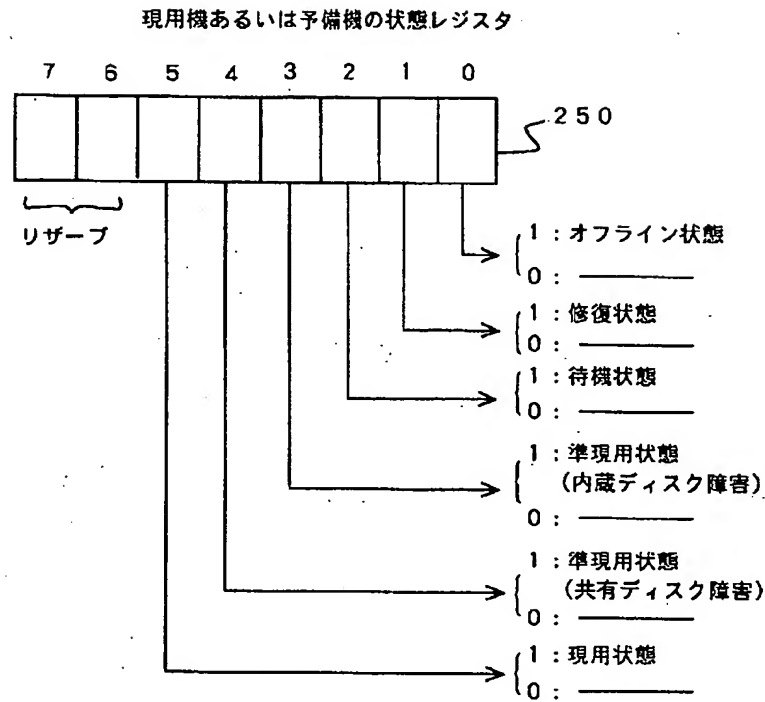 現用機あるいは予備機の状態レジスタ
7 6 5 4 3 2 1 0
250
リザーブ
1：オフライン状態
0：
1：修復状態
0：
1：待機状態
0：
1：準現用状態
（内蔵ディスク障害）
0：
1：準現用状態
（共有ディスク障害）
0：
1：現用状態
0：